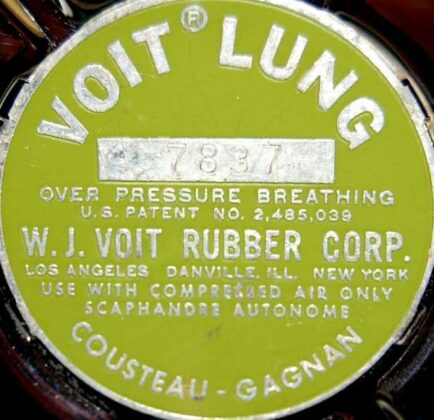 VOIT® LUNG
7837
OVER PRESSURE BREATHING
U.S. PATENT NO. 2,485,039
W.J. VOIT RUBBER CORP.
LOS ANGELES DANVILLE, ILL. NEW YORK
USE WITH COMPRESSED AIR ONLY
SCAPHANDRE AUTONOME
COUSTEAU-GAGNAN